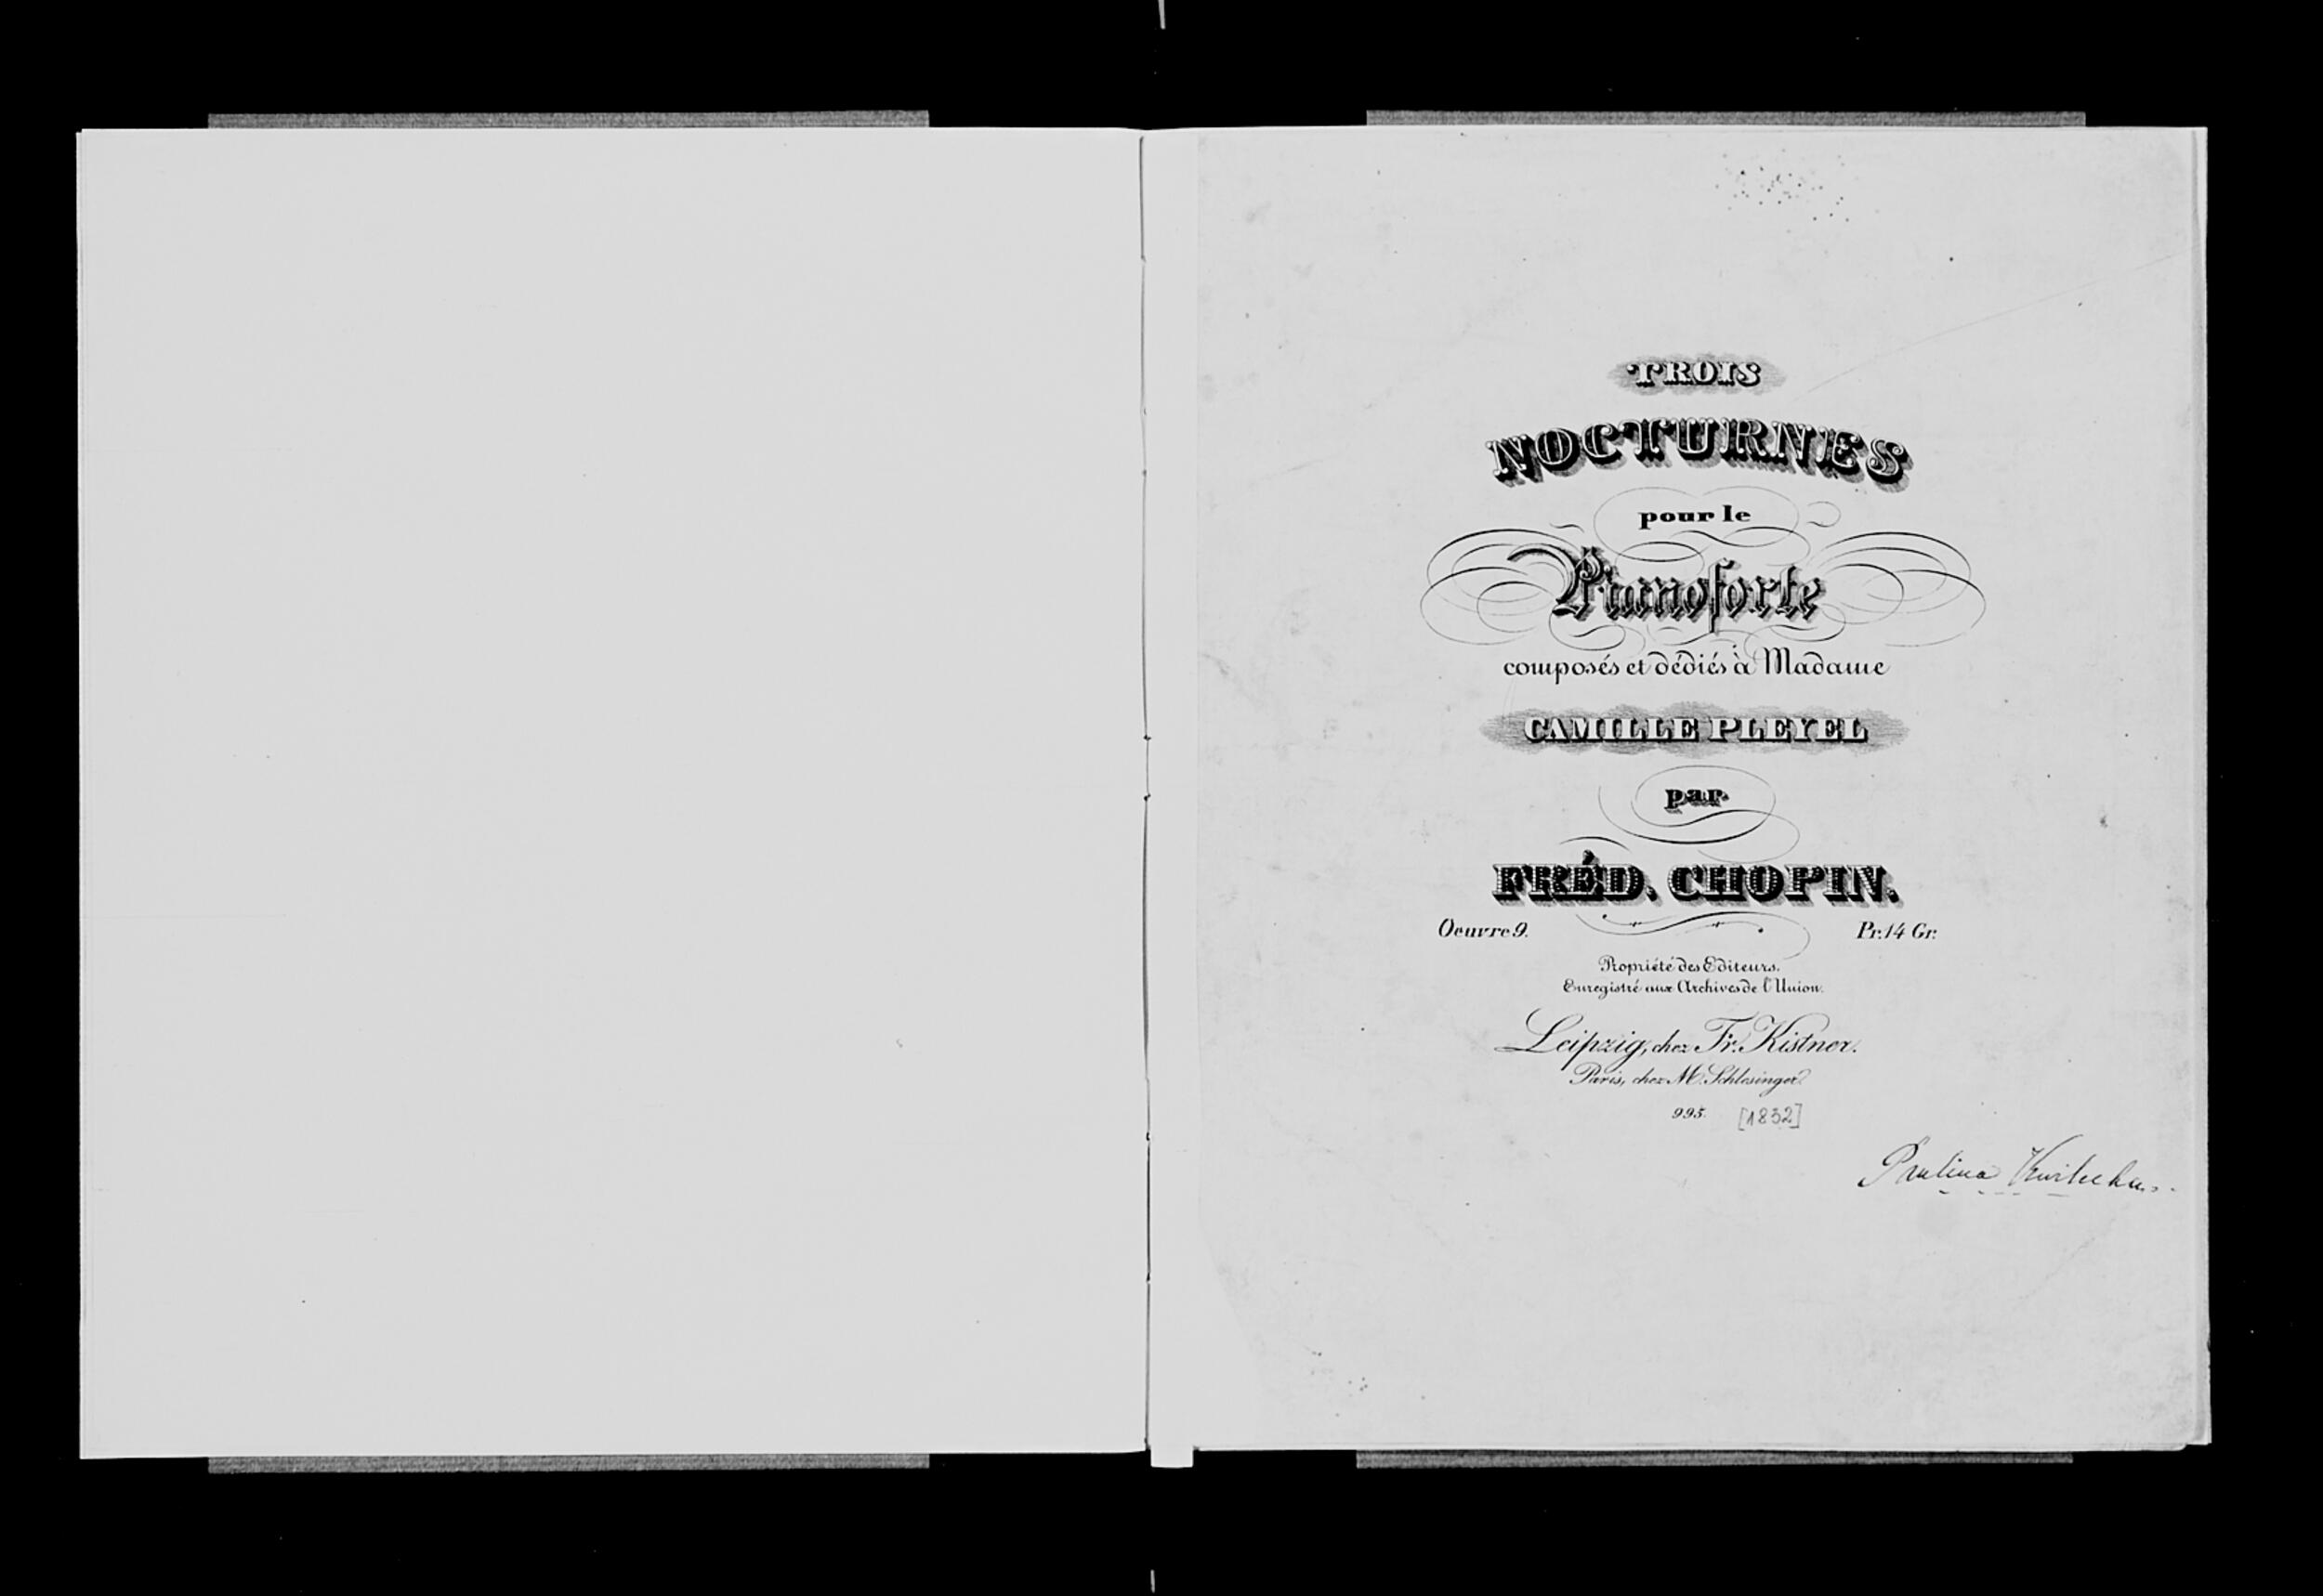 TROIS
NOCTURNES
pour le
Pianoforte
composés et dédiés à Madame
CAMILLE PLEYEL
par
FRÉD. CHOPIN.
Oeuvre 9. Pr. 14 Gr.
Propriété des Editeurs.
Enregistré aux Archives de l'Union.
Leipzig, chez Fr. Kistner.
Paris, chez M. Schlesinger.
995. [1832]
Paulina